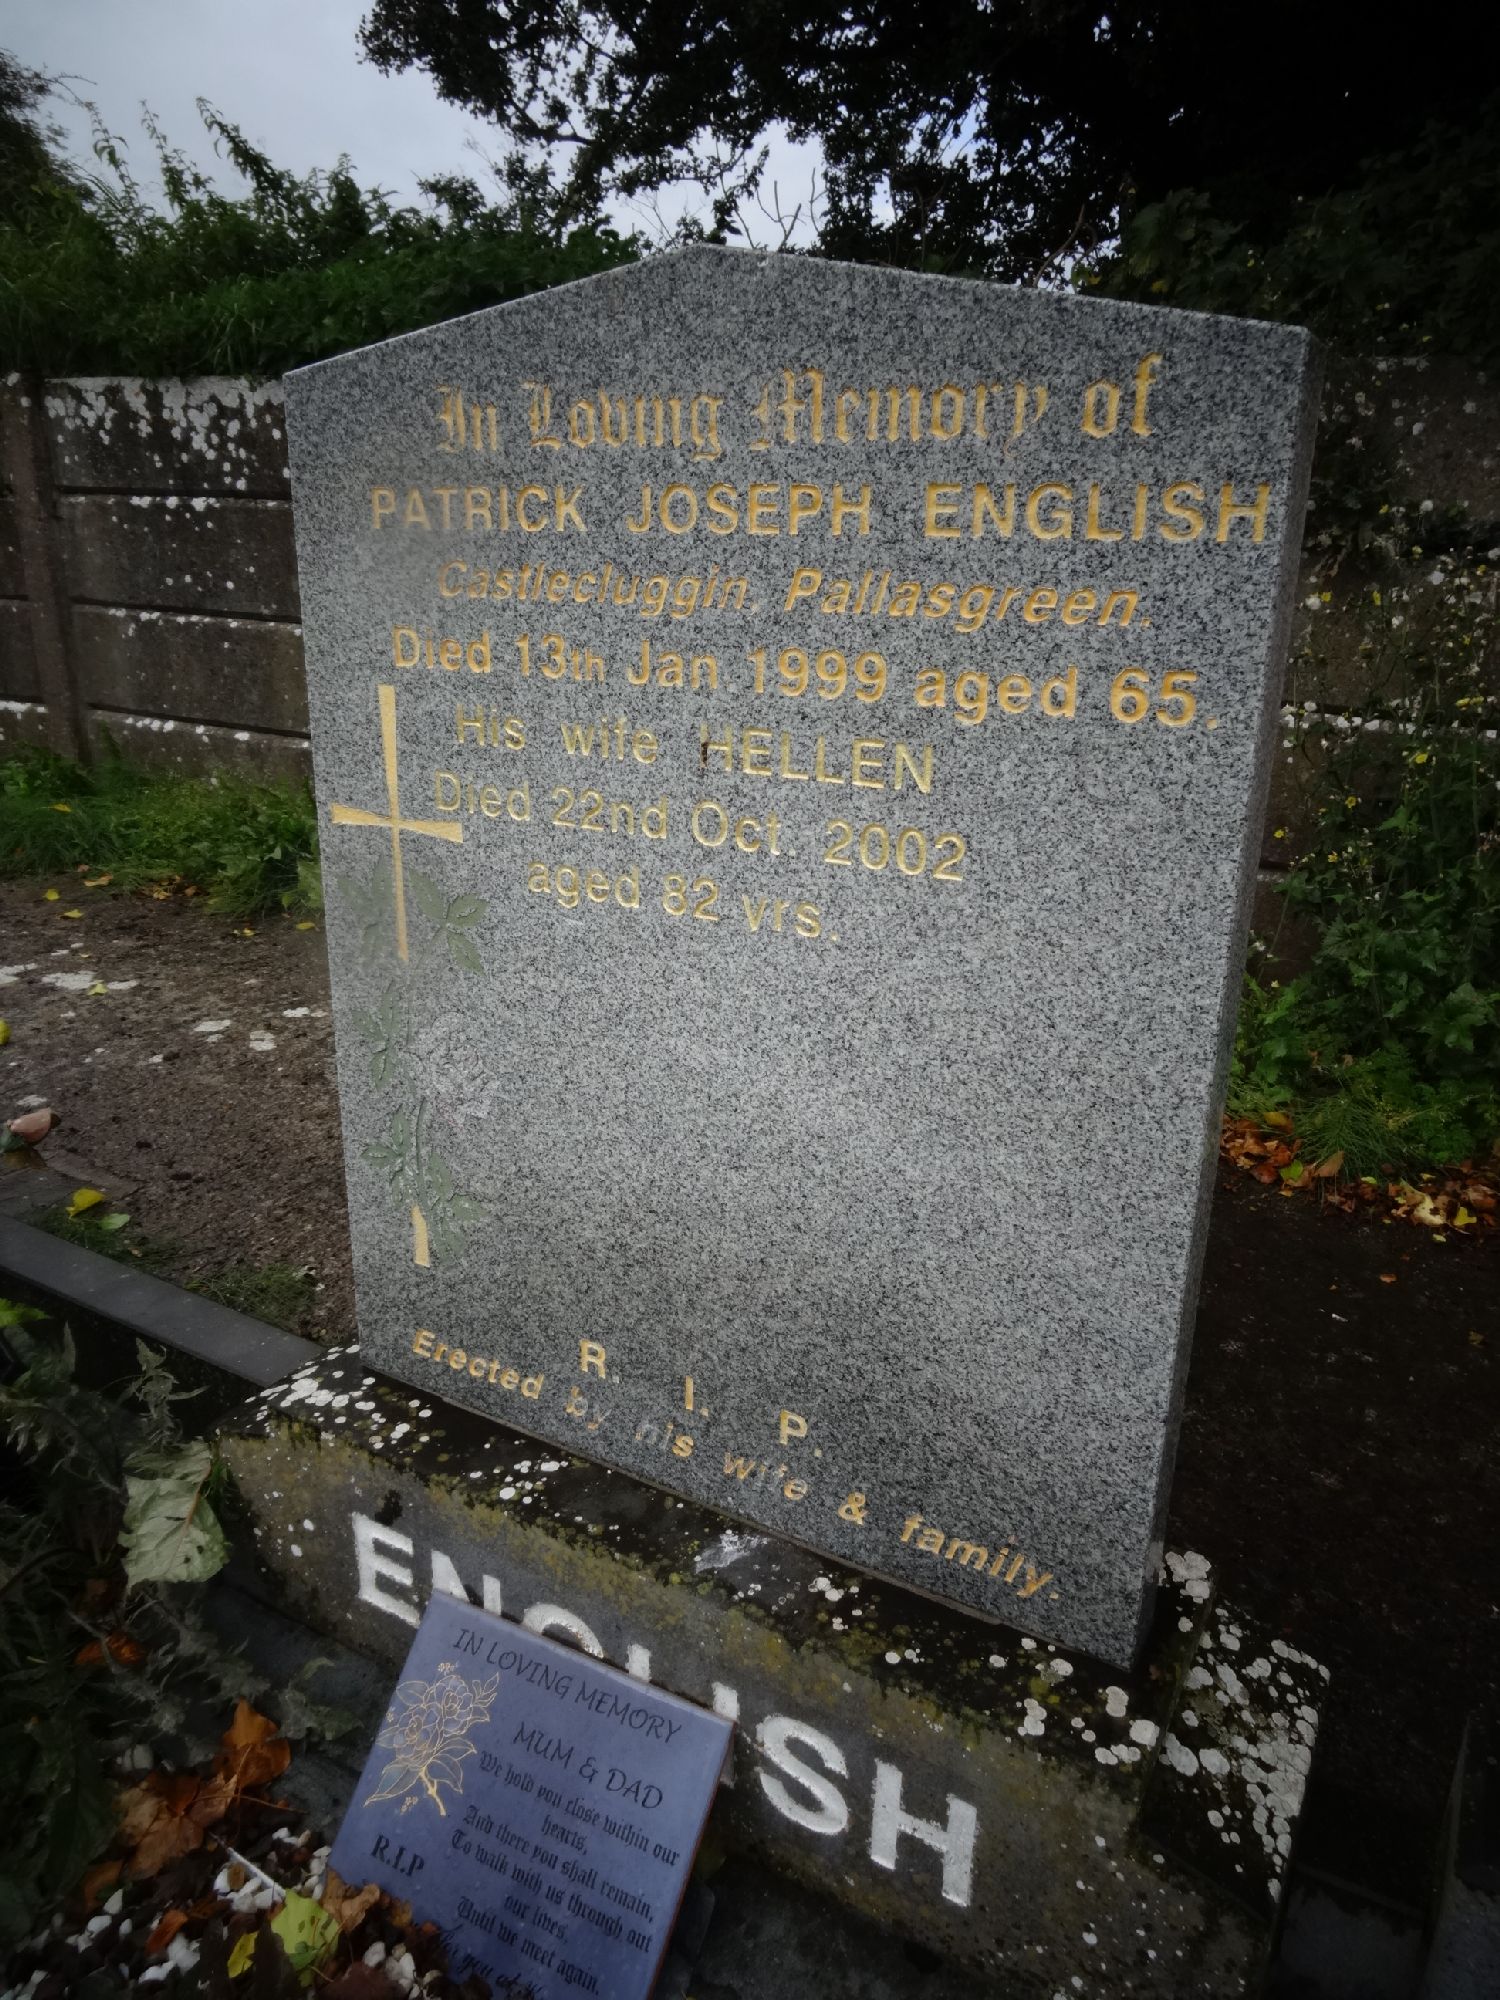 In Loving Memory of
PATRICK JOSEPH ENGLISH
Castlecluggin, Pallasgreen.
Died 13th Jan 1999 aged 65.
His wife HELLEN
Died 22nd Oct. 2002
aged 82 yrs.
R. I. P.
Erected by his wife & family.
ENGLISH
IN LOVING MEMORY
MUM & DAD
We hold you close within our
hearts,
And there you shall remain,
To walk with us through out
our lives,
Until we meet again.
R.I.P